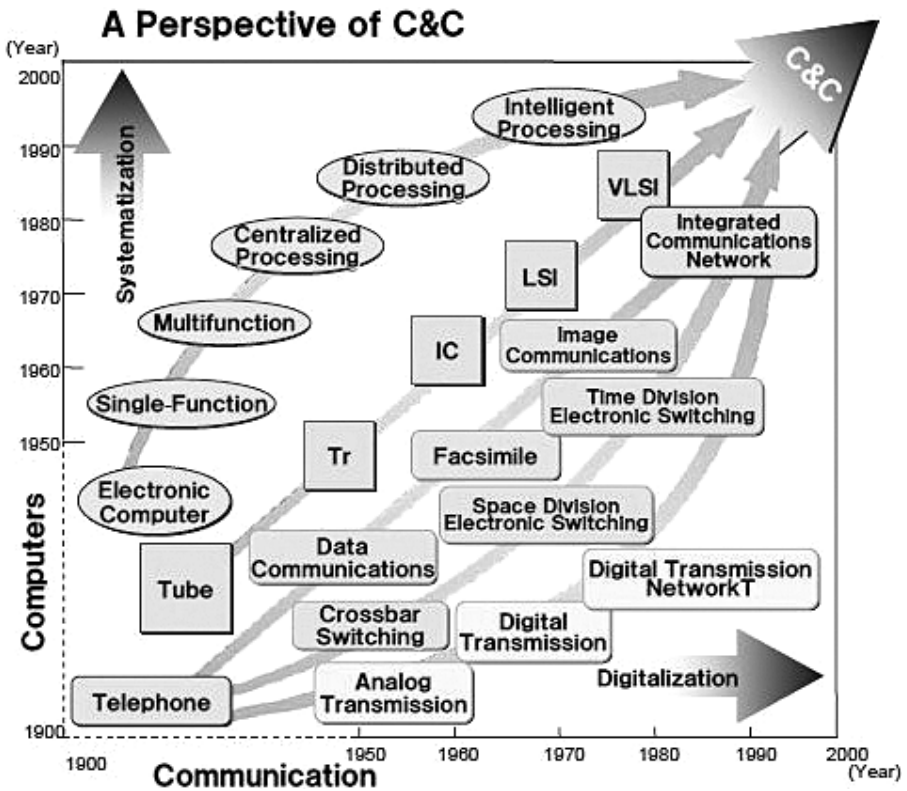 A Perspective of C&C
(Year)
2000
C&C
Intelligent
Processing
1990
Systematization
Distributed
Processing
VLSI
1980
Centralized
Processing
Integrated
Communications
Network
LSI
1970
Multifunction
IC
Image
Communications
1960
Single-Function
Time Division
Electronic Switching
1950
Tr
Facsimile
Electronic
Computer
Space Division
Electronic Switching
Computers
Tube
Data
Communications
Digital Transmission
NetworkT
Crossbar
Switching
Digital
Transmission
Telephone
Analog
Transmission
Digitalization
1900
1900
1950
1960
1970
1980
1990
2000
(Year)
Communication